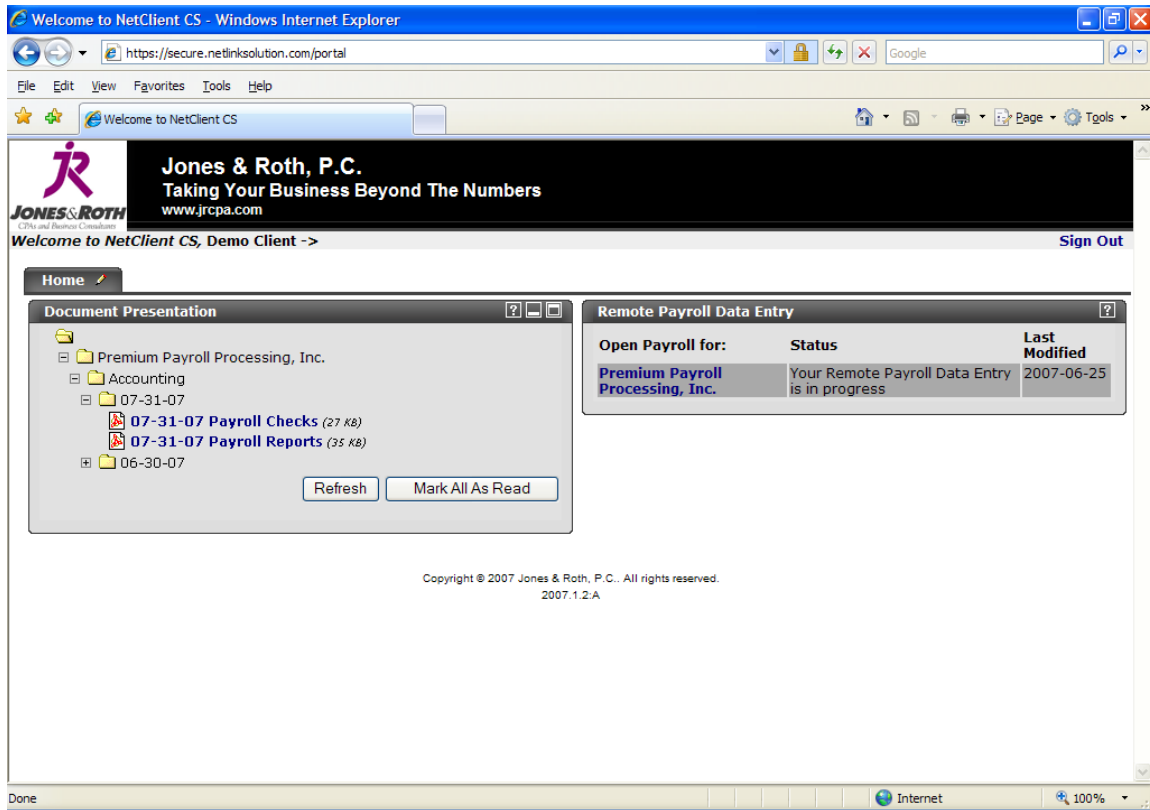 Welcome to NetClient CS - Windows Internet Explorer
https://secure.netlinksolution.com/portal
Google
File Edit View Favorites Tools Help
Welcome to NetClient CS
Page Tools
JR
JONES & ROTH
CPAs and Business Consultants
Jones & Roth, P.C.
Taking Your Business Beyond The Numbers
www.jrcpa.com
Welcome to NetClient CS, Demo Client ->
Sign Out
Home
Document Presentation
Premium Payroll Processing, Inc.
Accounting
07-31-07
07-31-07 Payroll Checks (27 KB)
07-31-07 Payroll Reports (35 KB)
06-30-07
Refresh
Mark All As Read
Remote Payroll Data Entry
Open Payroll for:
Status
Last
Modified
Premium Payroll
Processing, Inc.
Your Remote Payroll Data Entry
is in progress
2007-06-25
Copyright © 2007 Jones & Roth, P.C.. All rights reserved.
2007.1.2:A
Done
Internet
100%